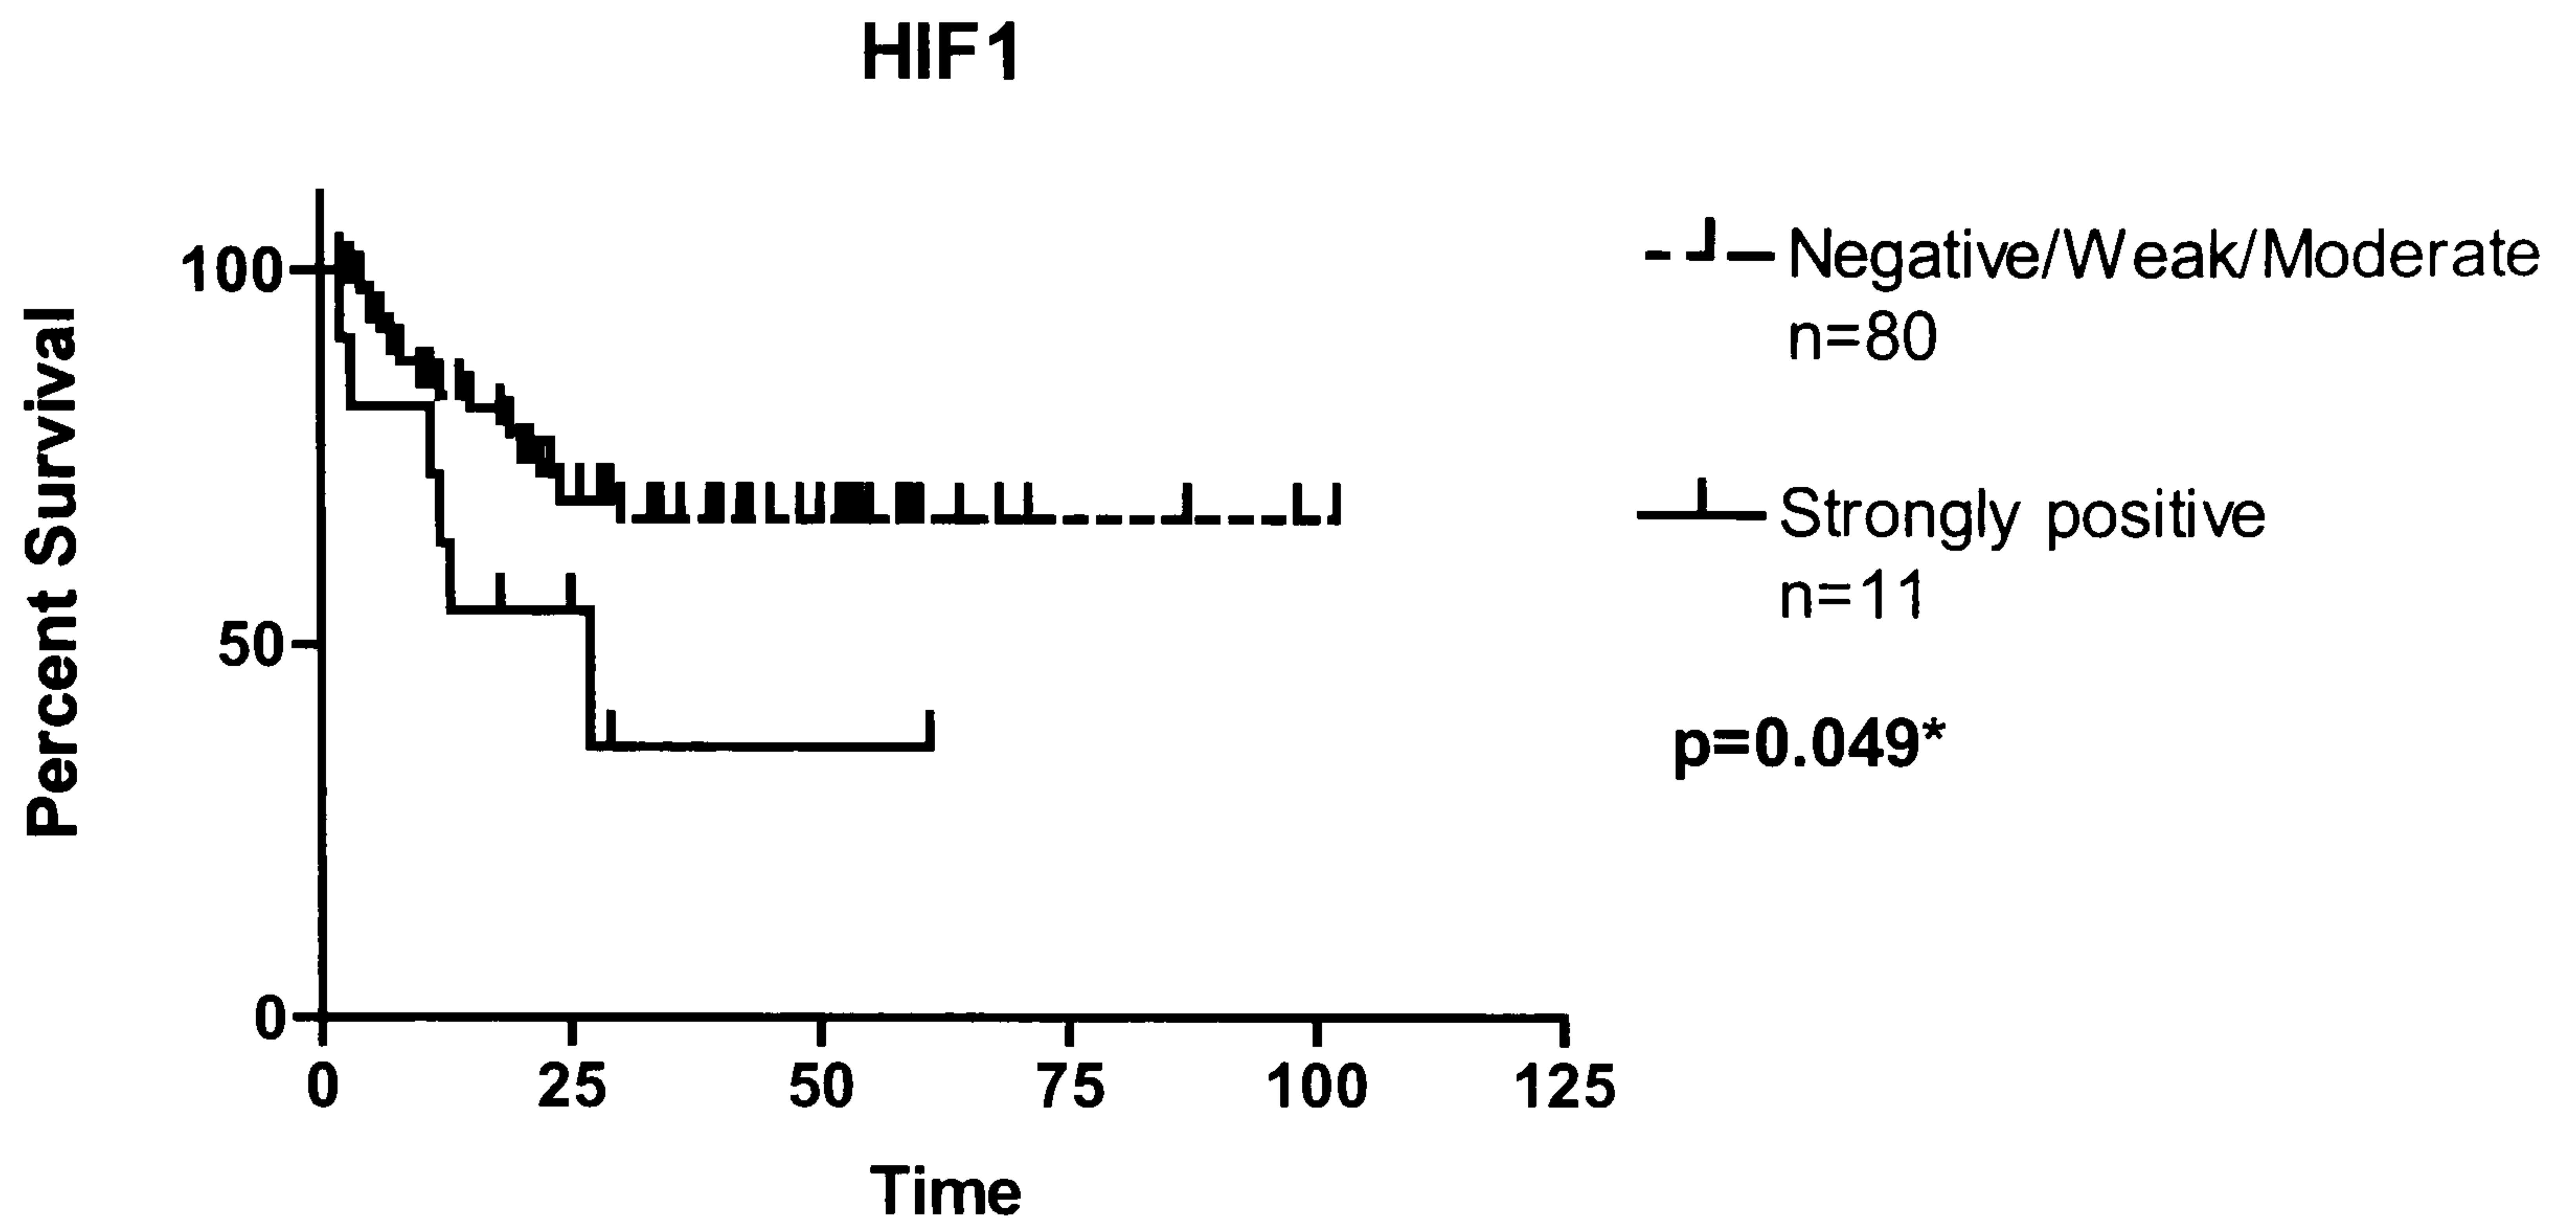 HIF1
Percent Survival
100
50
0
0 25 50 75 100 125
Time
Negative/Weak/Moderate
n=80
Strongly positive
n=11
p=0.049*